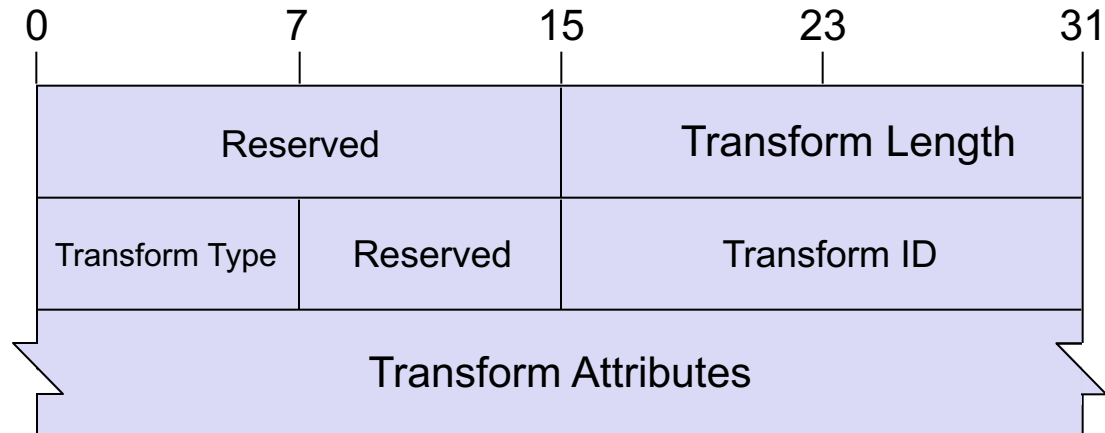 0 7 15 23 31
Reserved Transform Length
Transform Type Reserved Transform ID
Transform Attributes